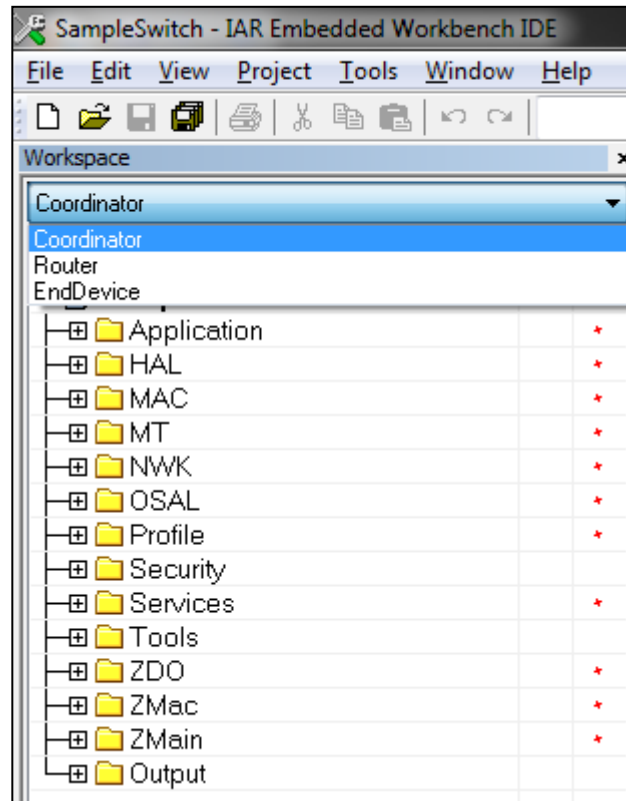 SampleSwitch - IAR Embedded Workbench IDE
File Edit View Project Tools Window Help
Workspace
Coordinator
Coordinator
Router
EndDevice
Application
HAL
MAC
MT
NWK
OSAL
Profile
Security
Services
Tools
ZDO
ZMac
ZMain
Output